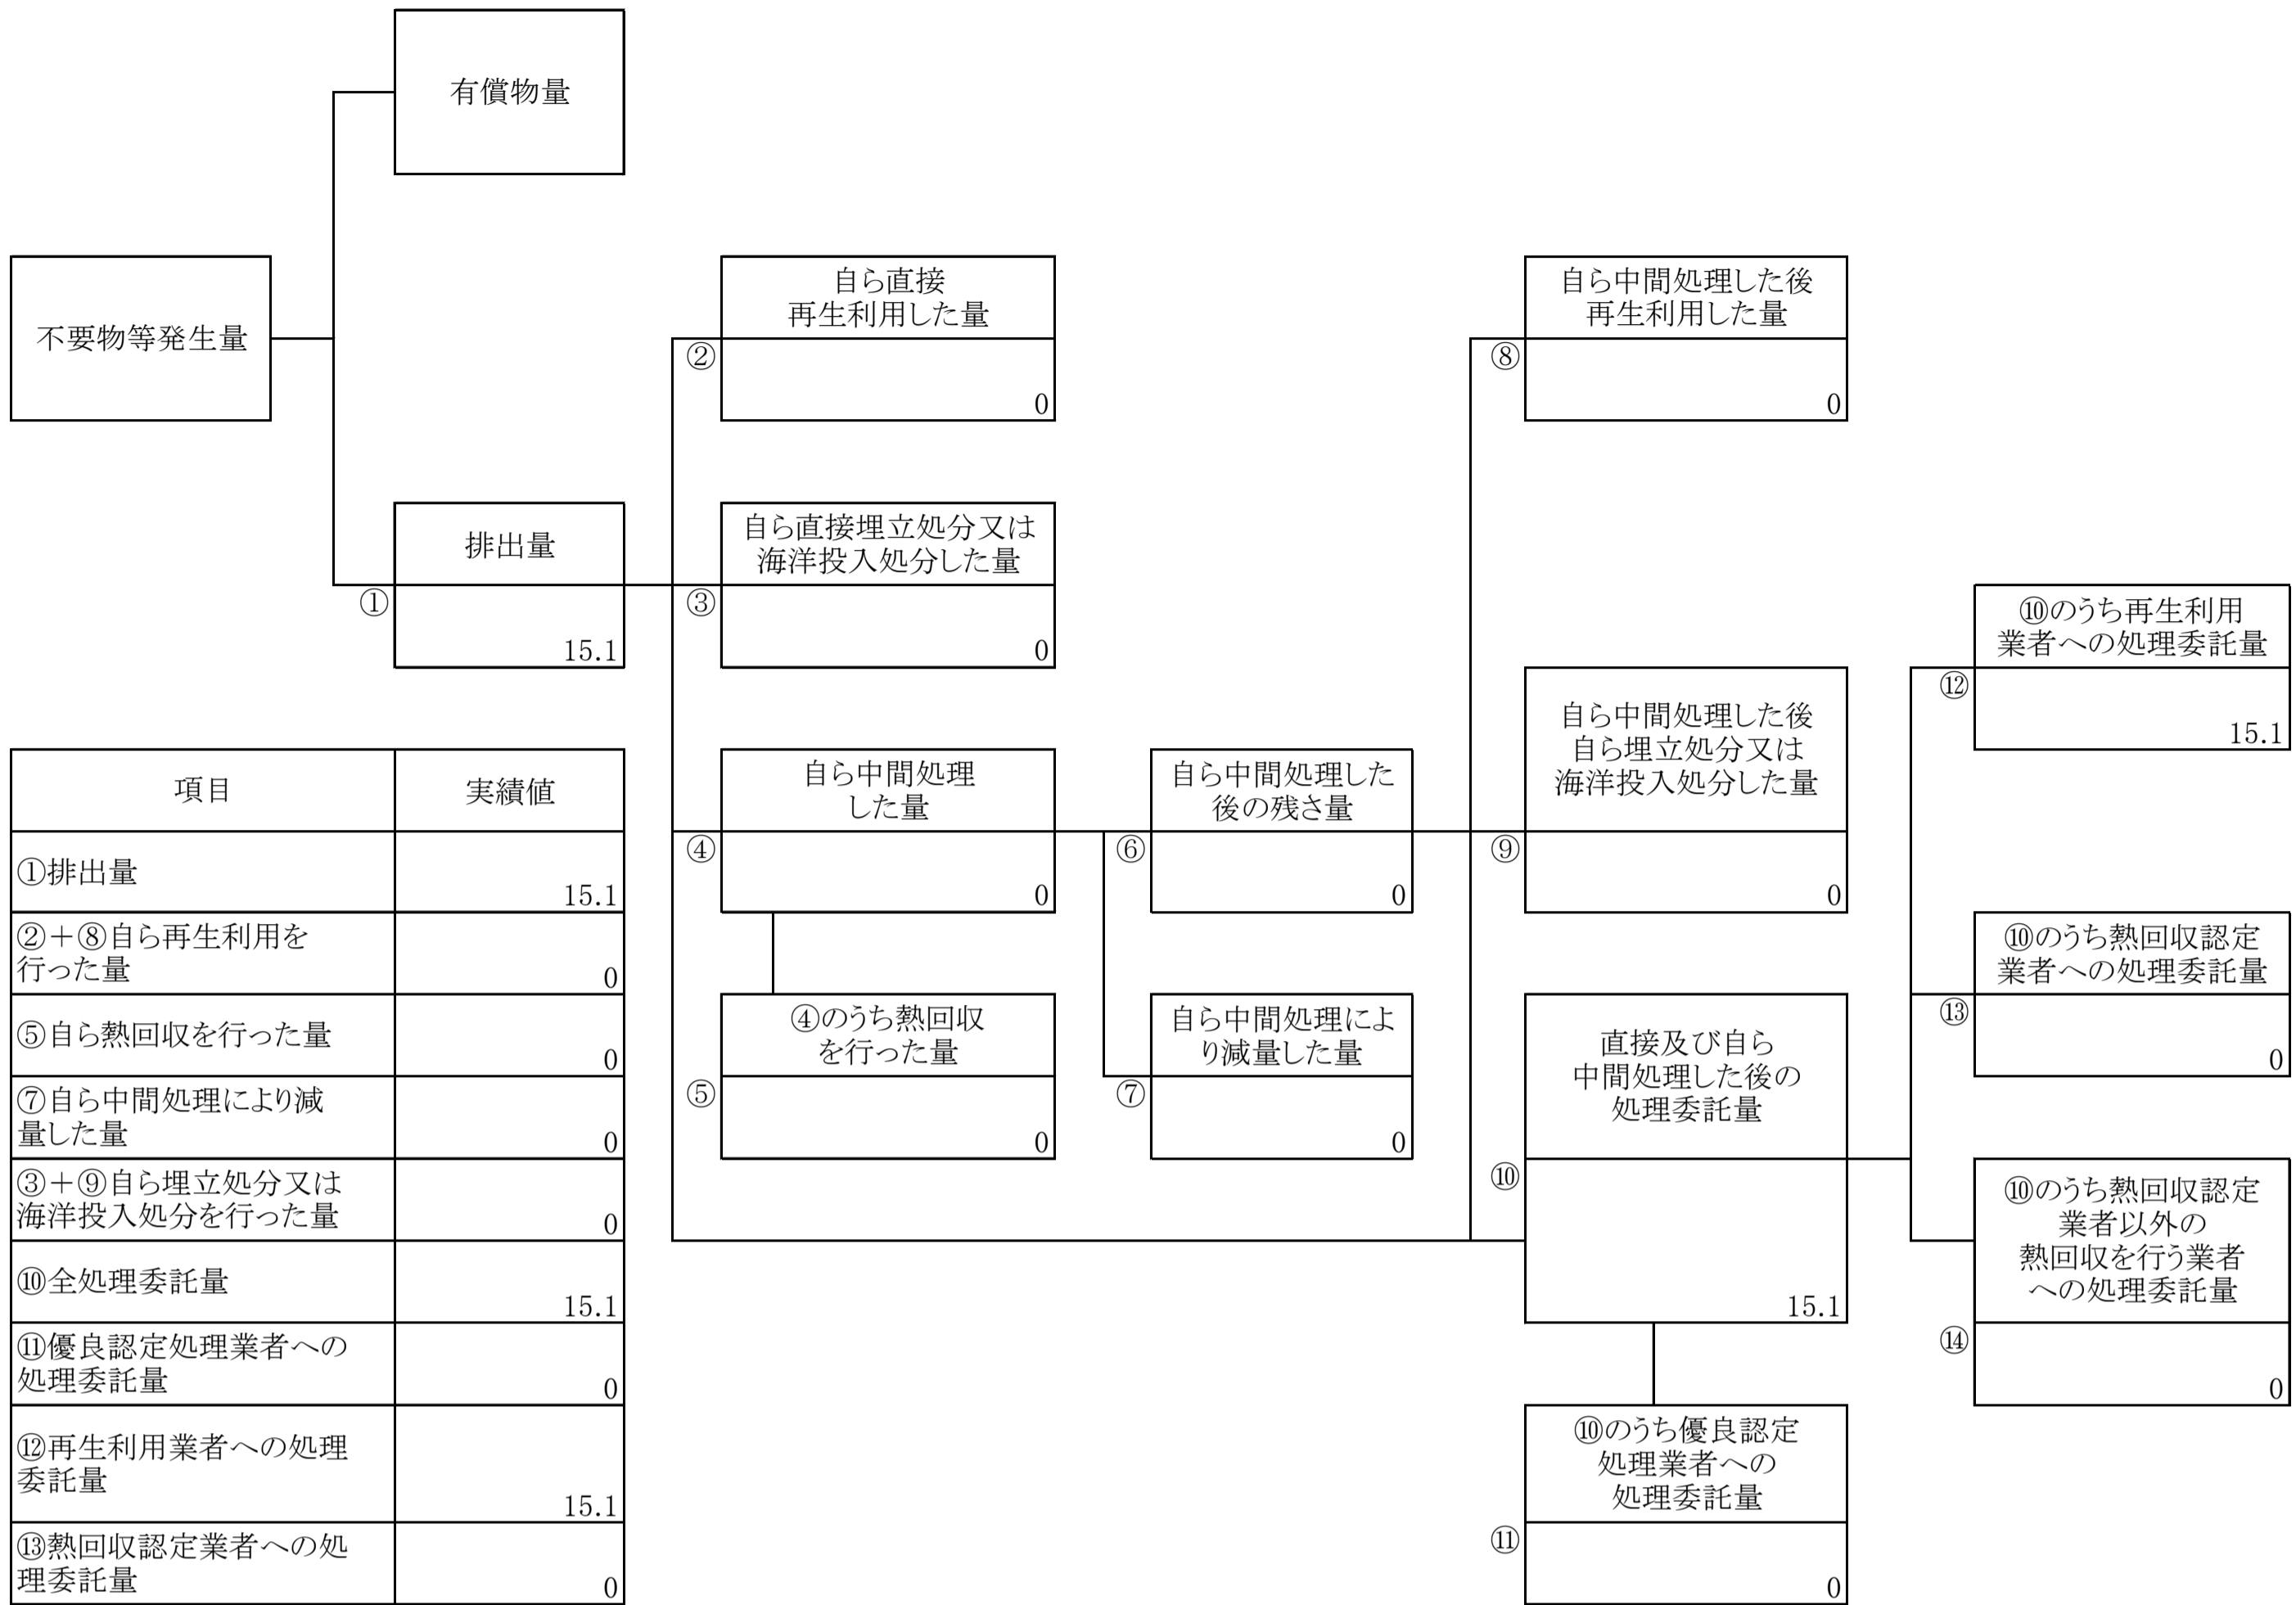 有償物量
不要物等発生量
自ら直接
再生利用した量
②
0
自ら中間処理した後
再生利用した量
⑧
0
排出量
①
15.1
自ら直接埋立処分又は
海洋投入処分した量
③
0
⑩のうち再生利用
業者への処理委託量
⑫
15.1
自ら中間処理した後
自ら埋立処分又は
海洋投入処分した量
⑨
0
自ら中間処理
した量
④
0
自ら中間処理した
後の残さ量
⑥
0
⑩のうち熱回収認定
業者への処理委託量
⑬
0
④のうち熱回収
を行った量
⑤
0
自ら中間処理によ
り減量した量
⑦
0
直接及び自ら
中間処理した後の
処理委託量
⑩
15.1
⑩のうち熱回収認定
業者以外の
熱回収を行う業者
への処理委託量
⑭
0
⑩のうち優良認定
処理業者への
処理委託量
⑪
0
項目 実績値
①排出量
15.1
②+⑧自ら再生利用を
行った量
0
⑤自ら熱回収を行った量
0
⑦自ら中間処理により減
量した量
0
③+⑨自ら埋立処分又は
海洋投入処分を行った量
0
⑩全処理委託量
15.1
⑪優良認定処理業者への
処理委託量
0
⑫再生利用業者への処理
委託量
15.1
⑬熱回収認定業者への処
理委託量
0